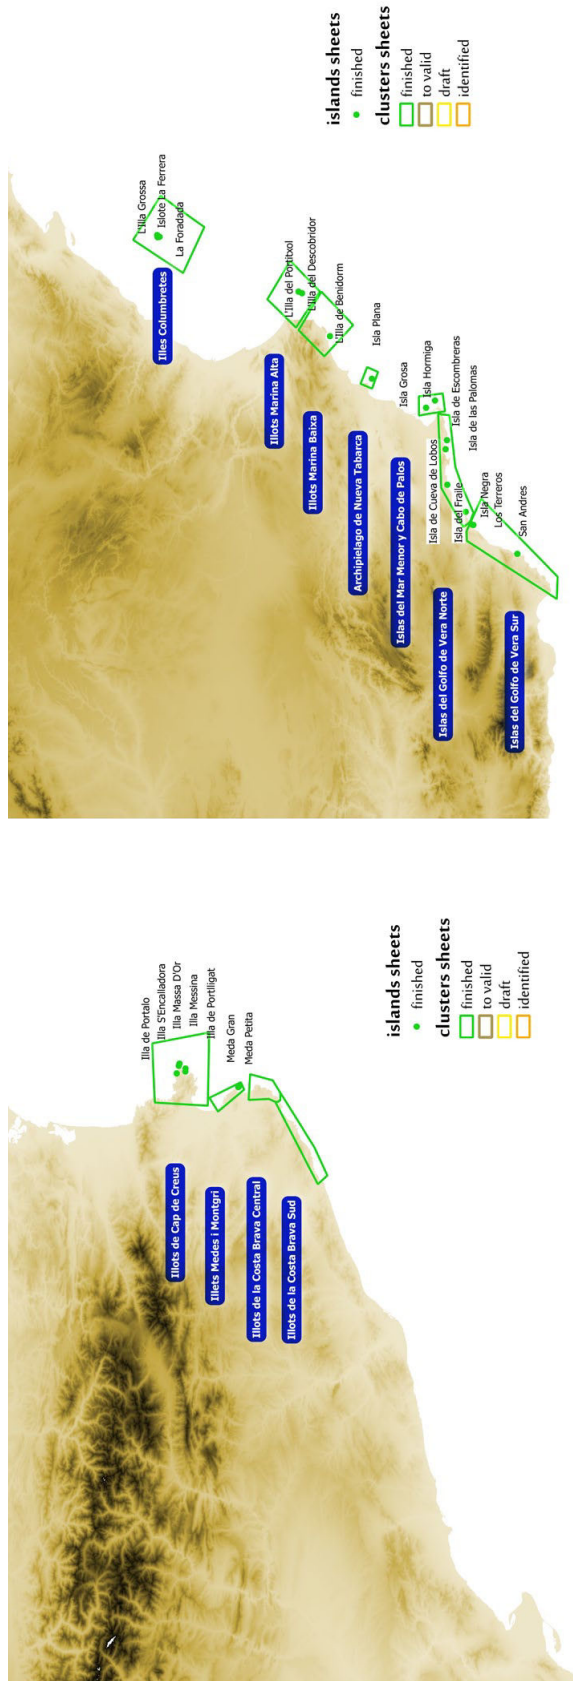 islands sheets
finished
clusters sheets
finished
to valid
draft
identified
L'Illa Grossa
Islote La Ferrera
La Foradada
Illes Columbretes
L'Illa del Portitxol
L'Illa del Descobridor
L'Illa de Benidorm
Isla Plana
Illots Marina Alta
Illots Marina Baixa
Archipielago de Nueva Tabarca
Isla Grosa
Isla Hormiga
Islas del Mar Menor y Cabo de Palos
Isla de Cueva de Lobos
Isla de Escombreras
Isla de las Palomas
Isla del Fraile
Isla Negra
Los Terreros
San Andres
Islas del Golfo de Vera Norte
Islas del Golfo de Vera Sur
Illa de Portalo
Illa S'Encalladora
Illa Massa D'Or
Illa Messina
Illa de Portlligat
Meda Gran
Meda Petita
islands sheets
finished
clusters sheets
finished
to valid
draft
identified
Illots de Cap de Creus
Illets Medes i Montgri
Illots de la Costa Brava Central
Illots de la Costa Brava Sud